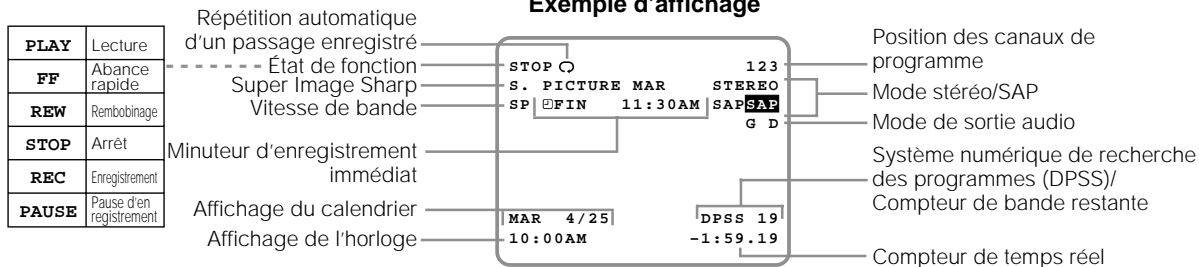 Exemple d'affichage
PLAY Lecture
FF Abance rapide
REW Rembobinage
STOP Arrêt
REC Enregistrement
PAUSE Pause d'en registrement
Répétition automatique
d'un passage enregistré
État de fonction
Super Image Sharp
Vitesse de bande
Minuteur d'enregistrement
immédiat
Affichage du calendrier
Affichage de l'horloge
STOP 123
S. PICTURE MAR STEREO
SP FIN 11:30AM SAP SAP
G D
MAR 4/25 DPSS 19
10:00AM -1:59.19
Position des canaux de
programme
Mode stéréo/SAP
Mode de sortie audio
Système numérique de recherche
des programmes (DPSS)/
Compteur de bande restante
Compteur de temps réel